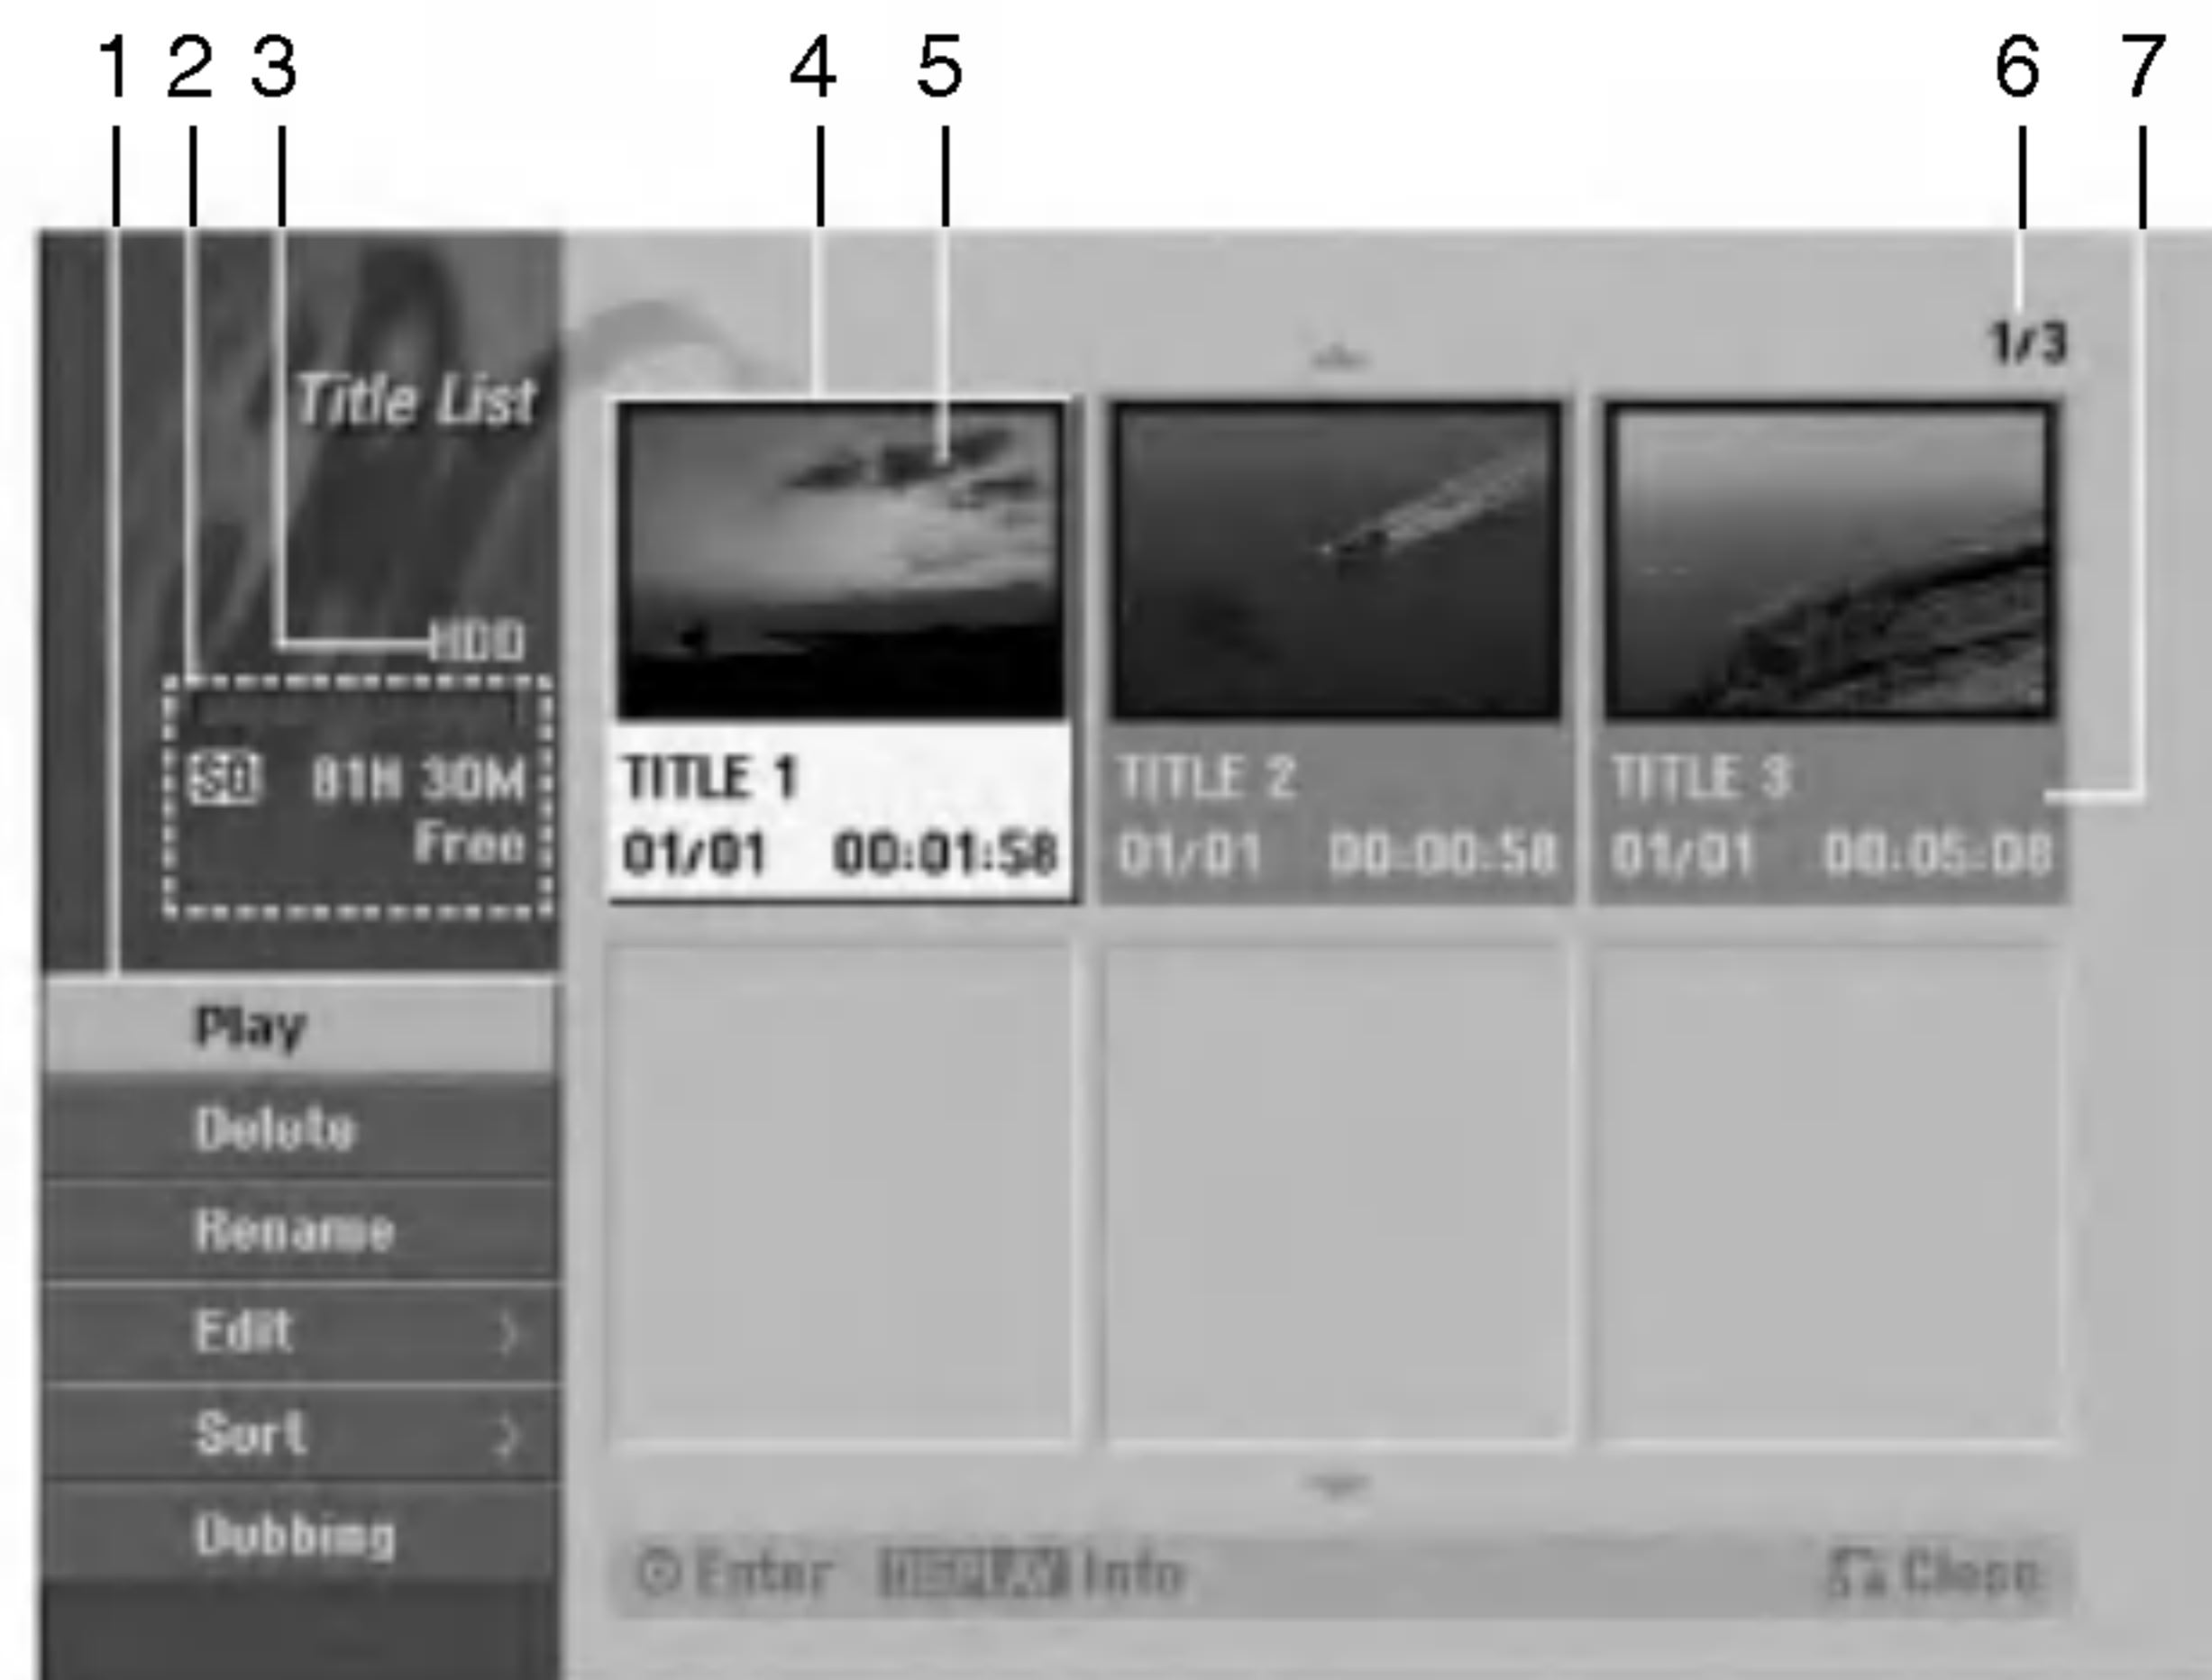 1 2 3 4 5 6 7
1/3
Title List
HDD
SQ 81H 30M
Free
TITLE 1
01/01 00:01:58
TITLE 2
01/01 00:00:58
TITLE 3
01/01 00:05:08
Play
Delete
Rename
Edit
Sort
Dubbing
Enter DISPLAY Info
Close